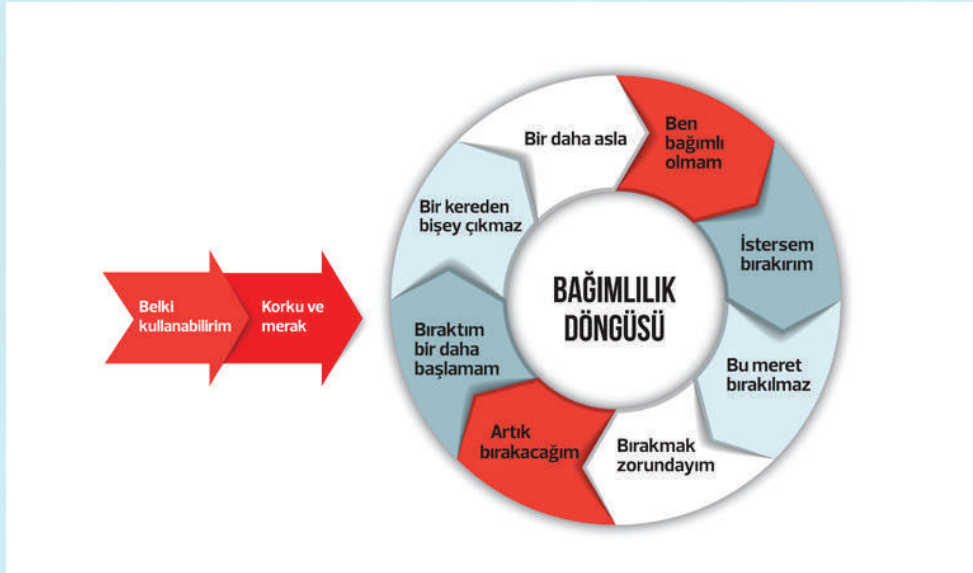 Belki
kullanabilirim
Korku ve
merak
Bir kereden
bişey çıkmaz
Bir daha asla
Ben
bağımlı
olmam
İstersem
bırakırım
Bu meret
bırakılmaz
Bırakmak
zorundayım
Artık
bırakacağım
Bıraktım
bir daha
başlamam
BAĞIMLILIK
DÖNGÜSÜ